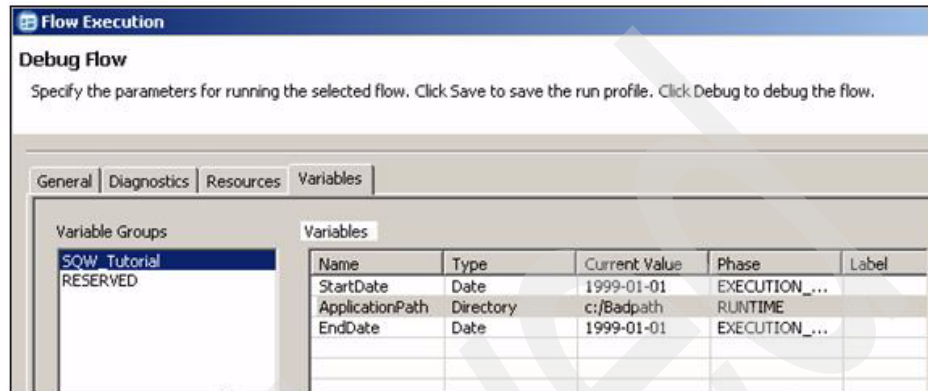 Flow Execution
Debug Flow
Specify the parameters for running the selected flow. Click Save to save the run profile. Click Debug to debug the flow.
General Diagnostics Resources Variables
Variable Groups
SQW_Tutorial
RESERVED
Variables
Name Type Current Value Phase Label
StartDate Date 1999-01-01 EXECUTION_...
ApplicationPath Directory c:/Badpath RUNTIME
EndDate Date 1999-01-01 EXECUTION_...